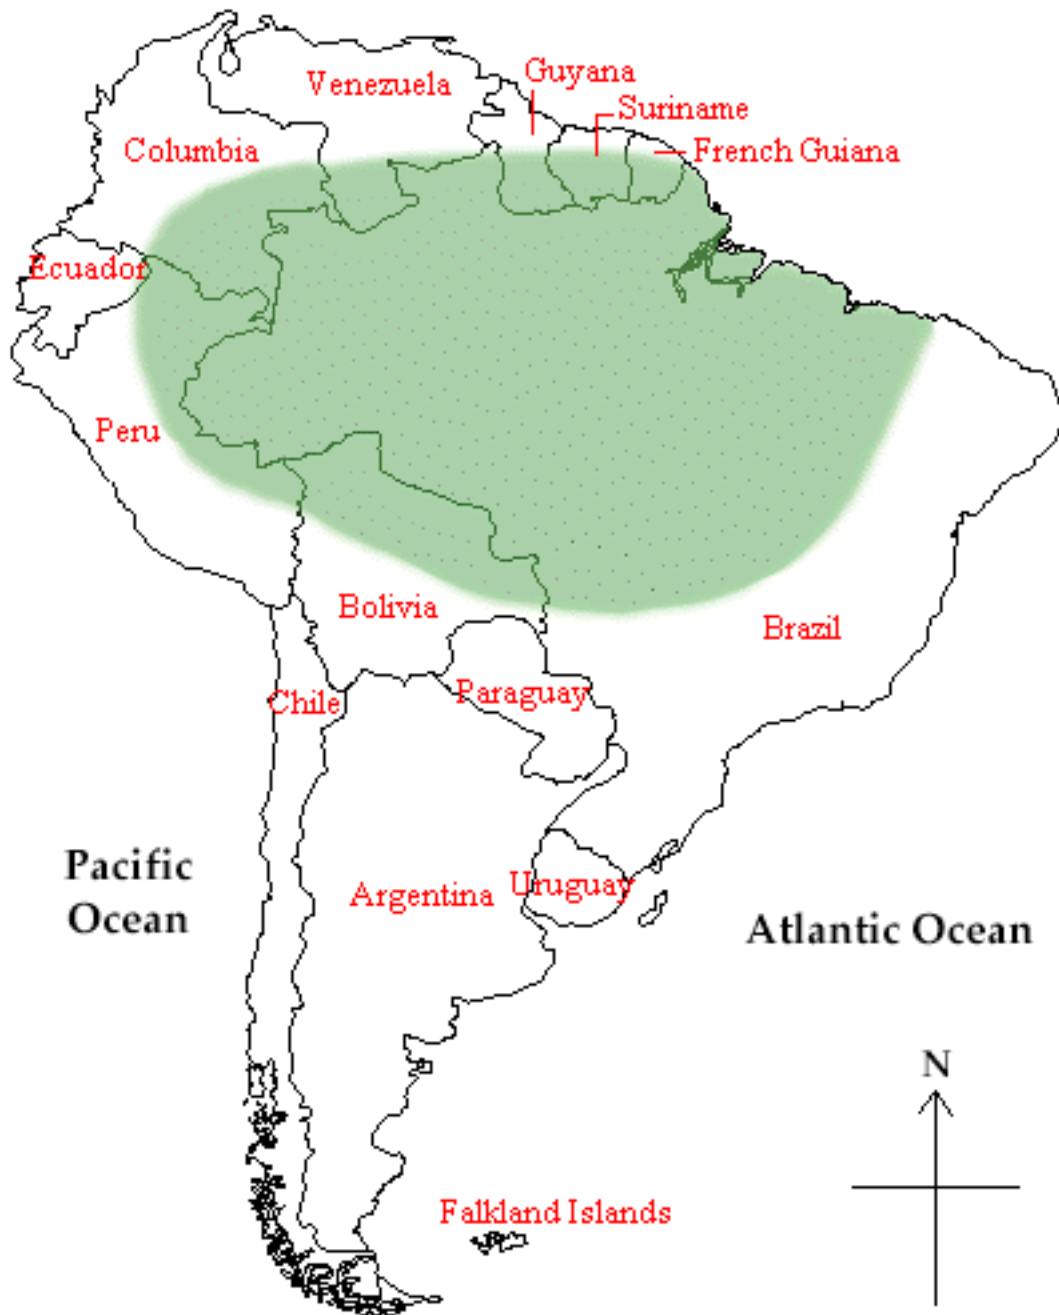 Guyana
Venezuela
Suriname
Columbia
French Guiana
Ecuador
Peru
Bolivia
Brazil
Chile
Paraguay
Pacific
Ocean
Argentina
Uruguay
Atlantic Ocean
N
Falkland Islands